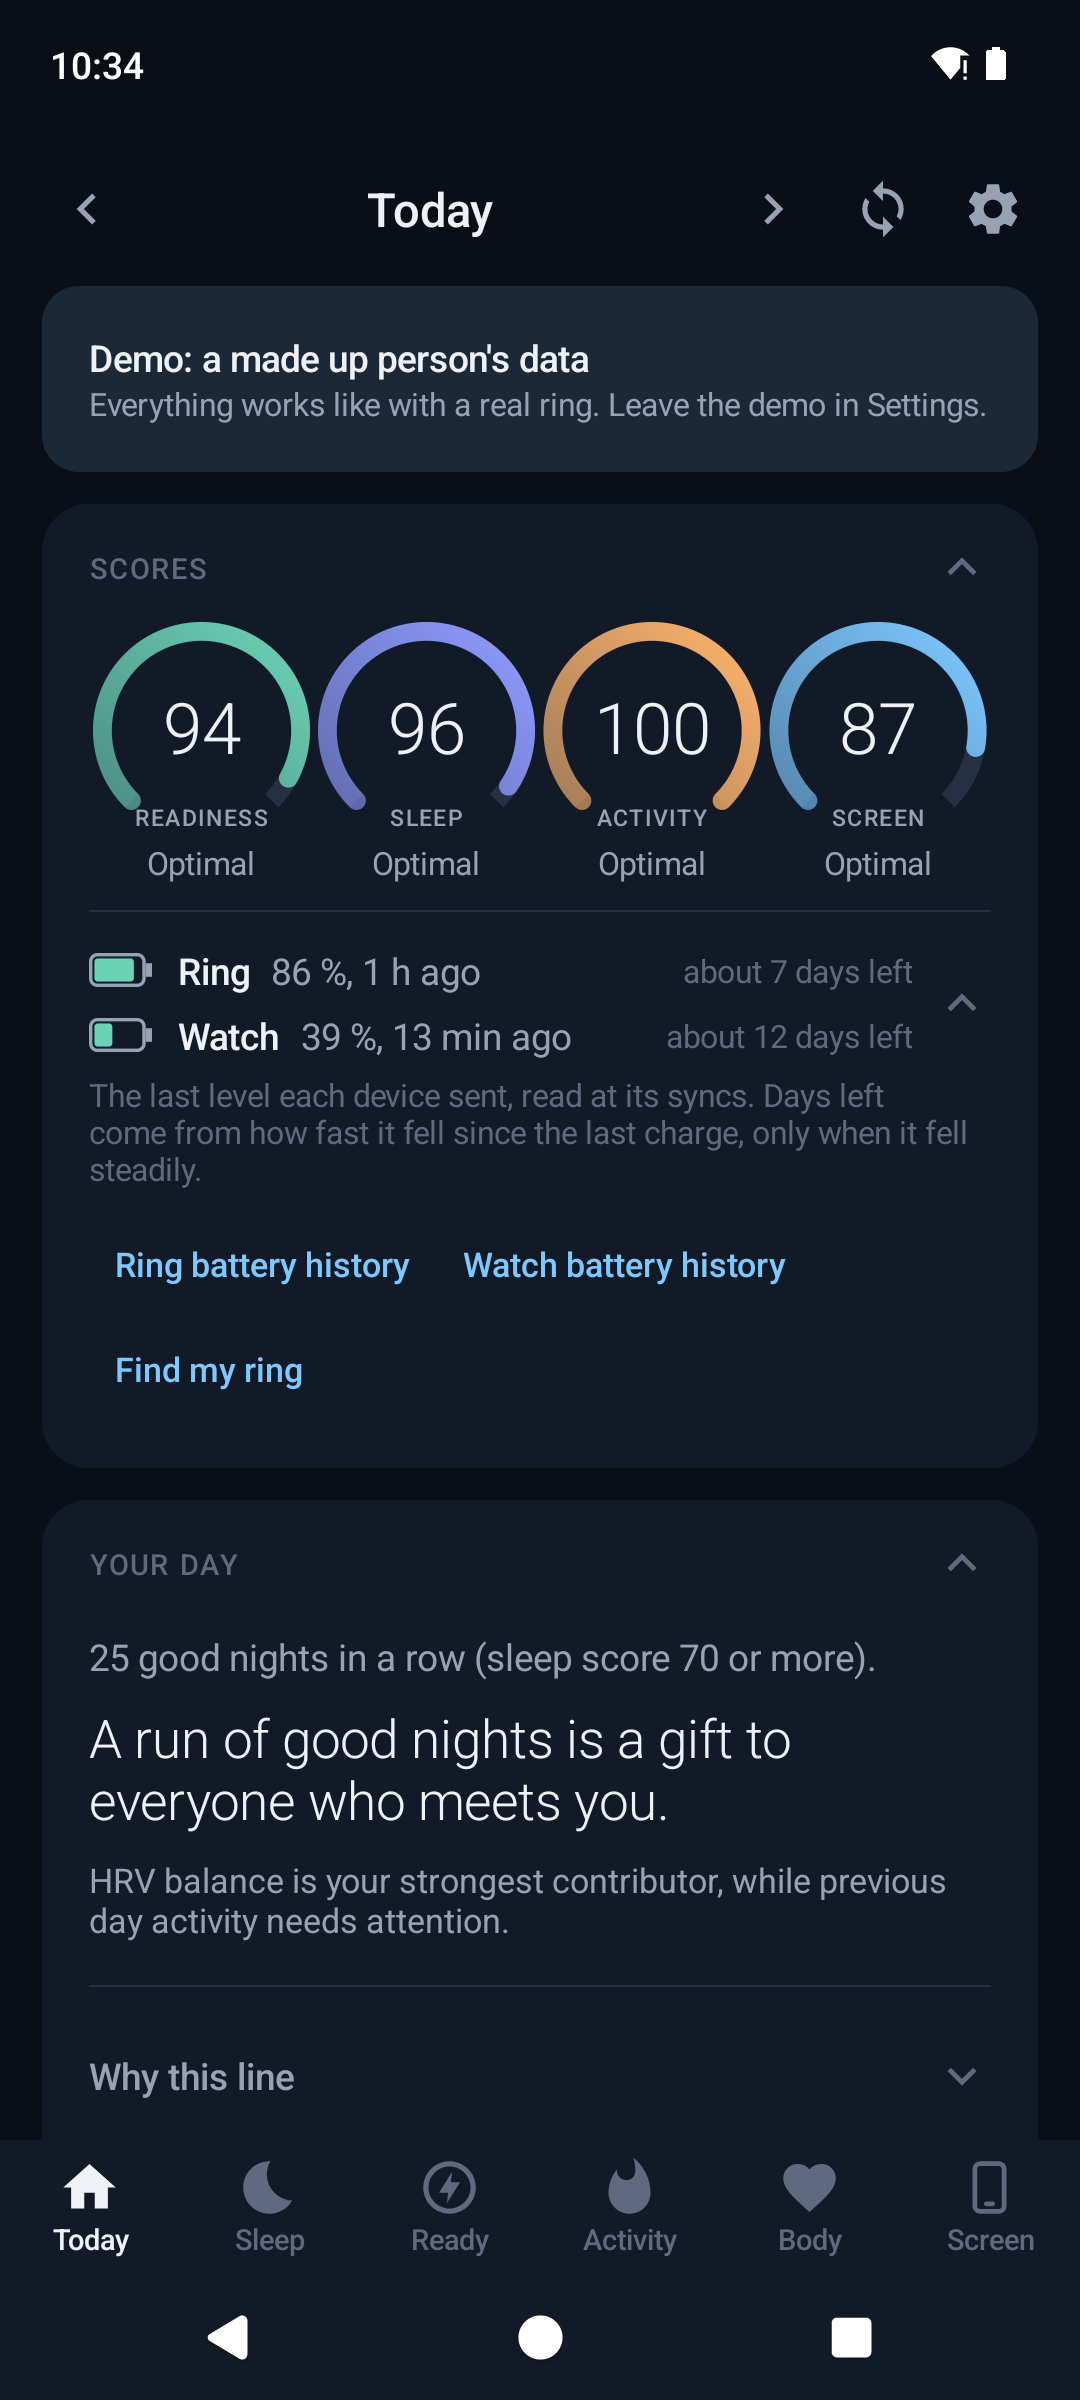 10:34
Today
Demo: a made up person's data
Everything works like with a real ring. Leave the demo in Settings.
SCORES
94
96
100
87
READINESS
SLEEP
ACTIVITY
SCREEN
Optimal
Optimal
Optimal
Optimal
Ring 86 %, 1 h ago
about 7 days left
Watch 39 %, 13 min ago
about 12 days left
The last level each device sent, read at its syncs. Days left
come from how fast it fell since the last charge, only when it fell
steadily.
Ring battery history
Watch battery history
Find my ring
YOUR DAY
25 good nights in a row (sleep score 70 or more).
A run of good nights is a gift to
everyone who meets you.
HRV balance is your strongest contributor, while previous
day activity needs attention.
Why this line
Today
Sleep
Ready
Activity
Body
Screen